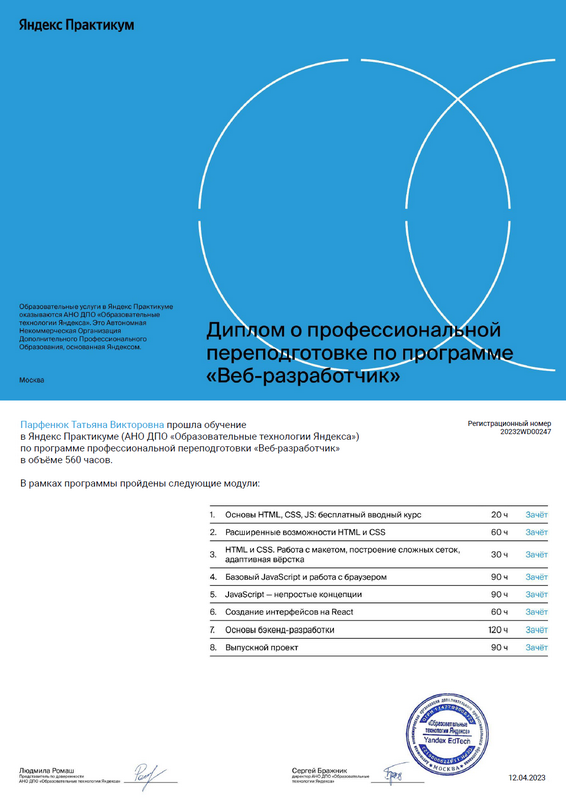 Яндекс Практикум
Образовательные услуги в Яндекс Практикуме
оказываются АНО ДПО «Образовательные
технологии Яндекса». Это Автономная
Некоммерческая Организация
Дополнительного Профессионального
Образования, основанная Яндексом.
Москва
Диплом о профессиональной
переподготовке по программе
«Веб-разработчик»
Парфенюк Татьяна Викторовна прошла обучение
в Яндекс Практикуме (АНО ДПО «Образовательные технологии Яндекса»)
по программе профессиональной переподготовки «Веб-разработчик»
в объёме 560 часов.
Регистрационный номер
20232WD00247
В рамках программы пройдены следующие модули:
1. Основы HTML, CSS, JS: бесплатный вводный курс 20 ч Зачёт
2. Расширенные возможности HTML и CSS 60 ч Зачёт
3. HTML и CSS. Работа с макетом, построение сложных сеток,
адаптивная вёрстка 30 ч Зачёт
4. Базовый JavaScript и работа с браузером 90 ч Зачёт
5. JavaScript — непростые концепции 90 ч Зачёт
6. Создание интерфейсов на React 60 ч Зачёт
7. Основы бэкенд-разработки 120 ч Зачёт
8. Выпускной проект 90 ч Зачёт
«Образовательные
технологии Яндекса»
Yandex EdTech
МОСКВА
Людмила Ромаш
Представитель по доверенности
АНО ДПО «Образовательные технологии Яндекса»
Сергей Бражник
директор АНО ДПО «Образовательные
технологии Яндекса»
12.04.2023